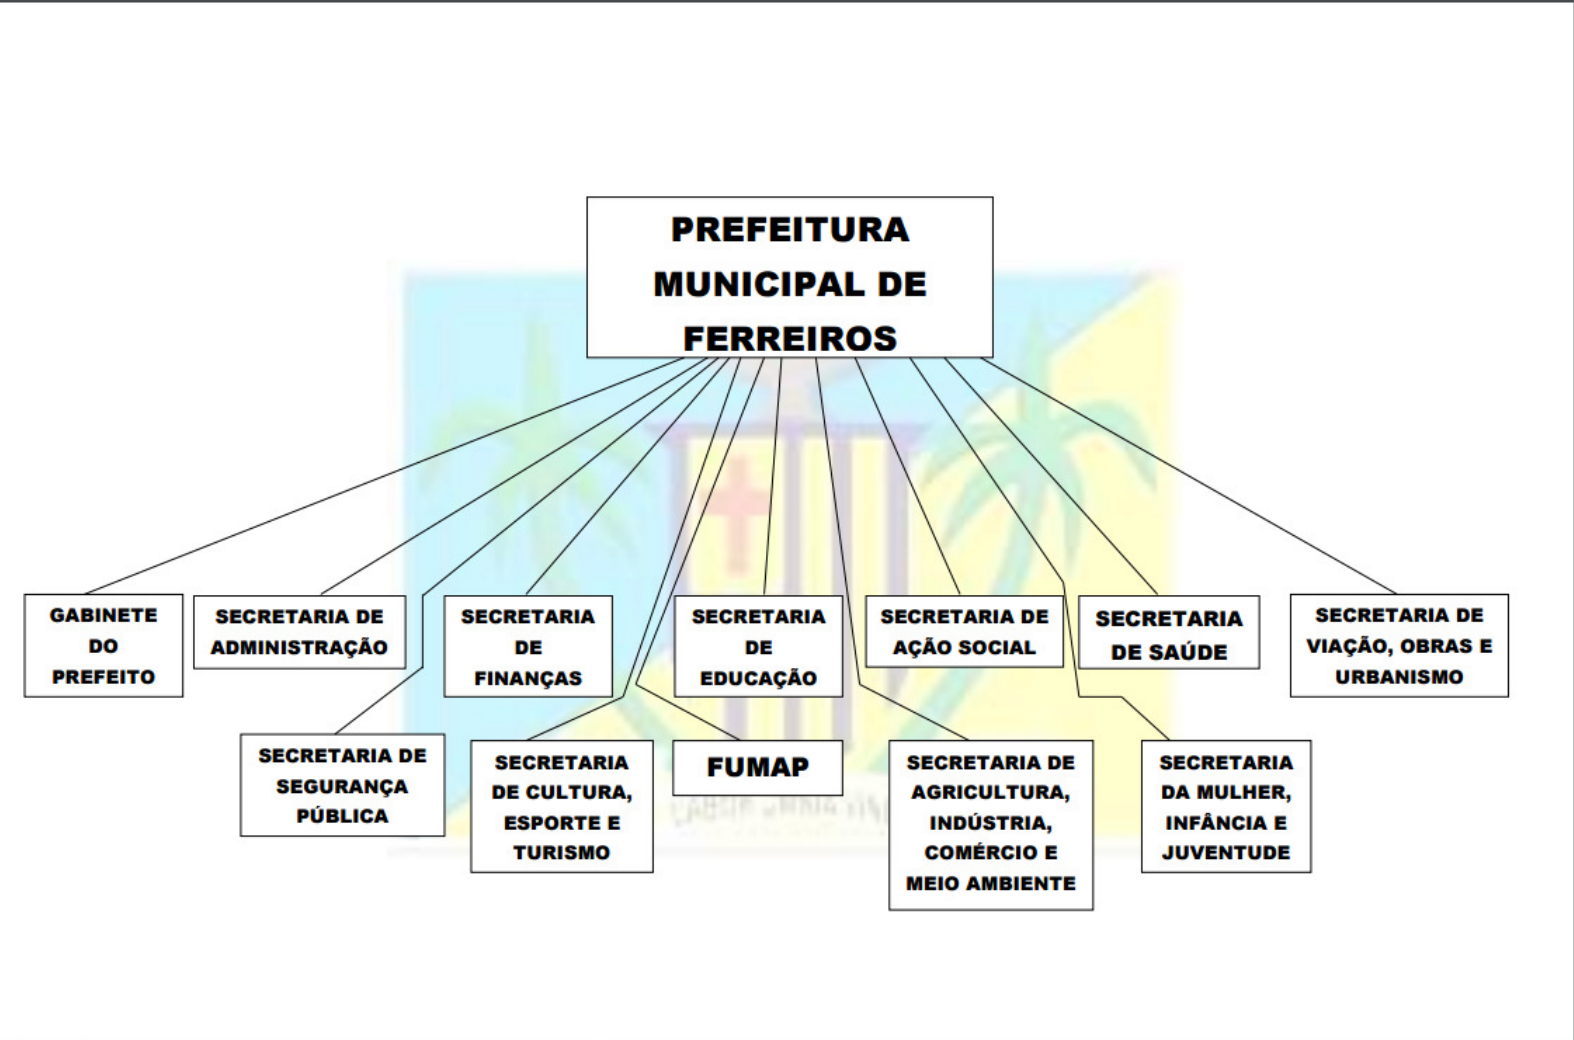 PREFEITURA
MUNICIPAL DE
FERREIROS
GABINETE
DO
PREFEITO
SECRETARIA DE
ADMINISTRAÇÃO
SECRETARIA
DE
FINANÇAS
SECRETARIA
DE
EDUCAÇÃO
SECRETARIA DE
AÇÃO SOCIAL
SECRETARIA
DE SAÚDE
SECRETARIA DE
VIAÇÃO, OBRAS E
URBANISMO
SECRETARIA DE
SEGURANÇA
PÚBLICA
SECRETARIA
DE CULTURA,
ESPORTE E
TURISMO
FUMAP
SECRETARIA DE
AGRICULTURA,
INDÚSTRIA,
COMÉRCIO E
MEIO AMBIENTE
SECRETARIA
DA MULHER,
INFÂNCIA E
JUVENTUDE